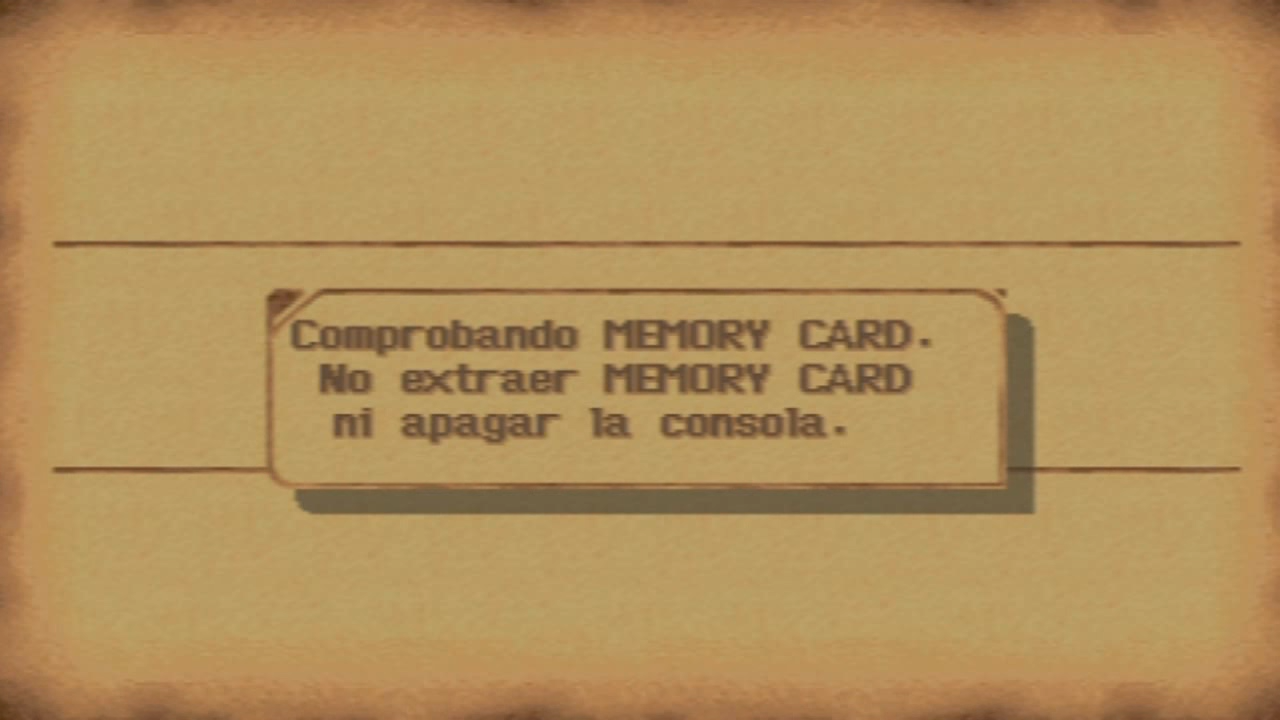 Comprobando MEMORY CARD.
No extraer MEMORY CARD
ni apagar la consola.